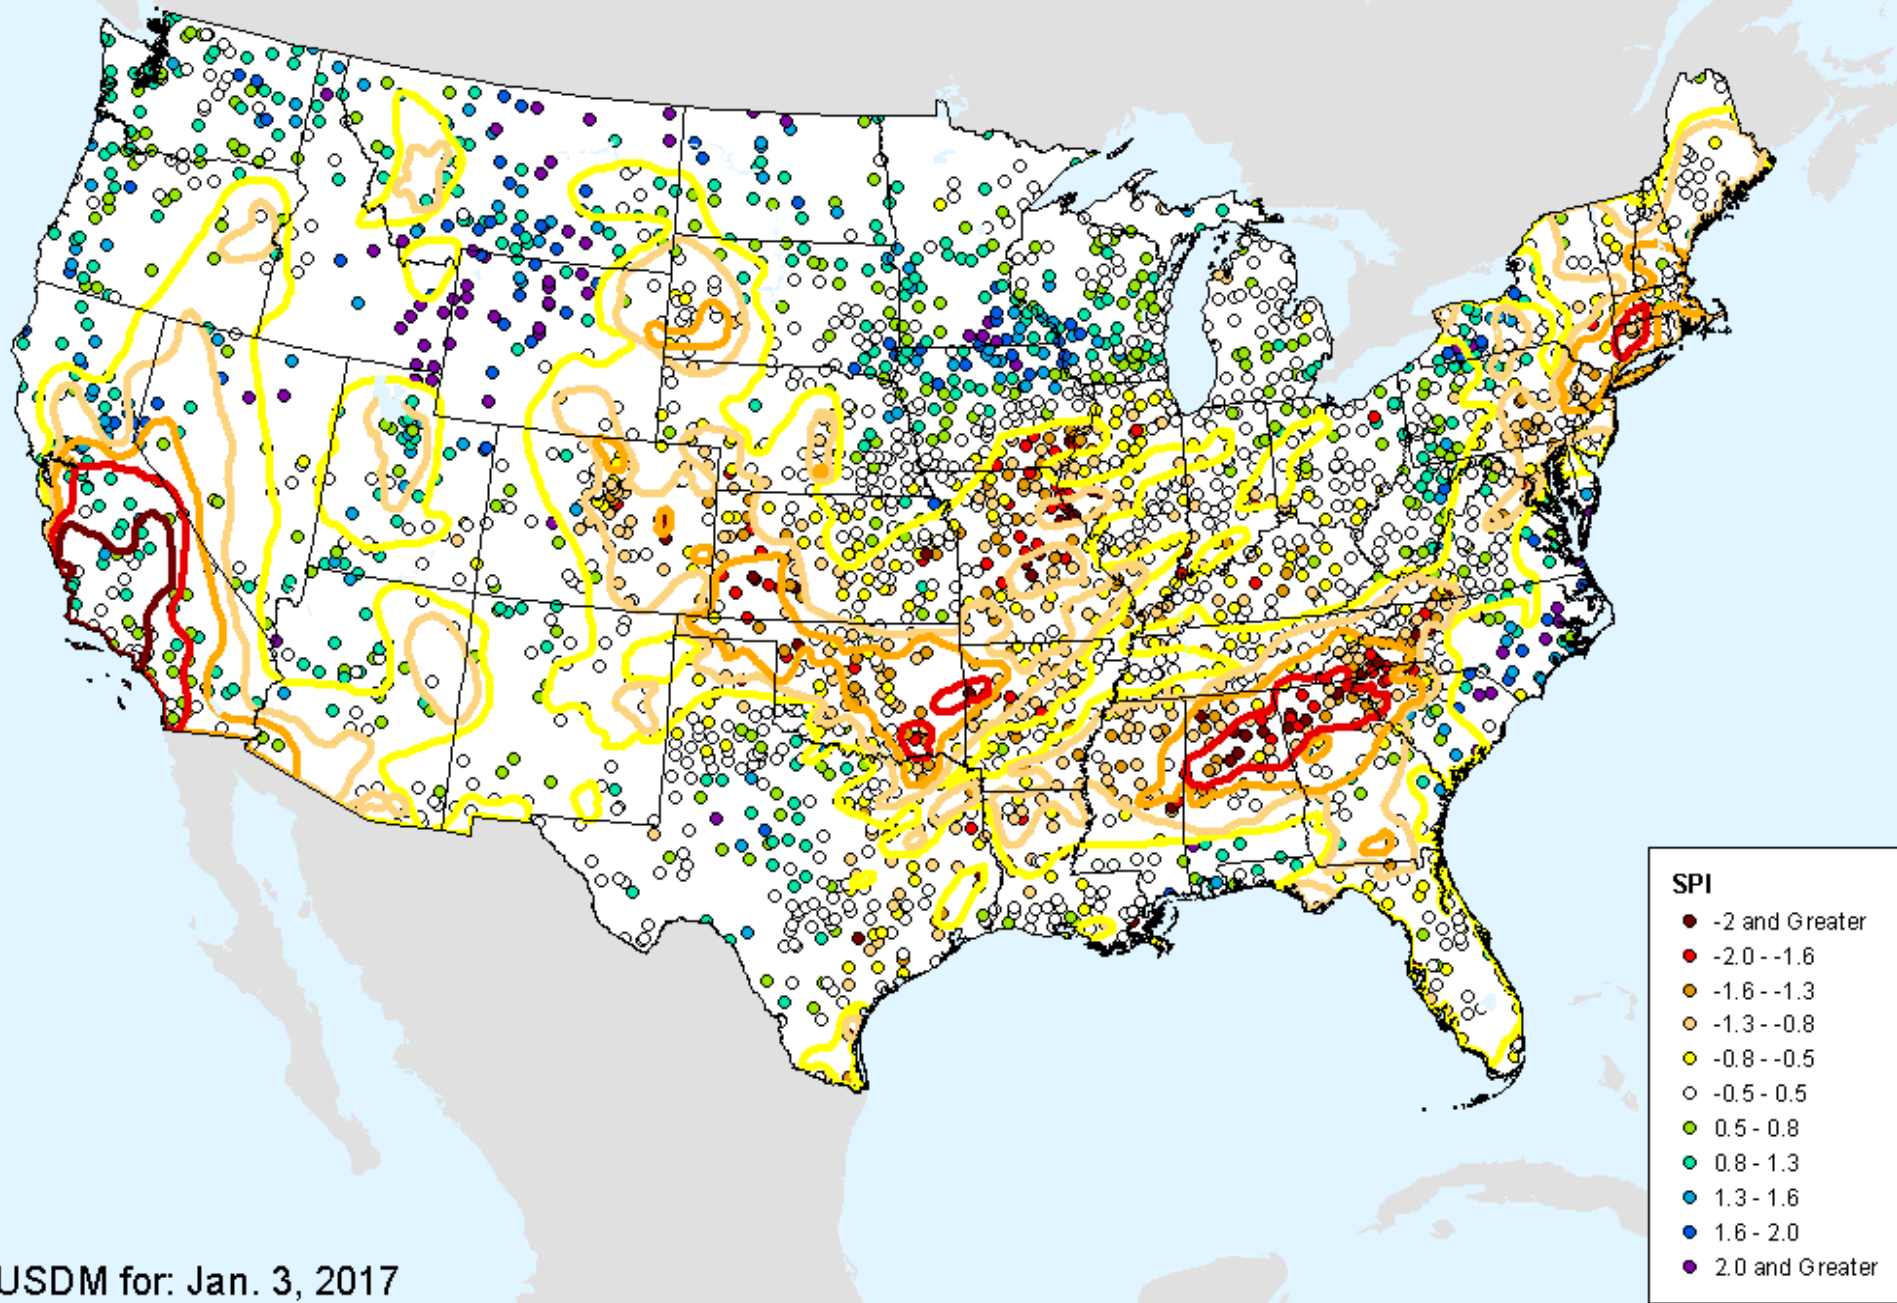 SPI
-2 and Greater
-2.0 - -1.6
-1.6 - -1.3
-1.3 - -0.8
-0.8 - -0.5
-0.5 - 0.5
0.5 - 0.8
0.8 - 1.3
1.3 - 1.6
1.6 - 2.0
2.0 and Greater
USDM for: Jan. 3, 2017